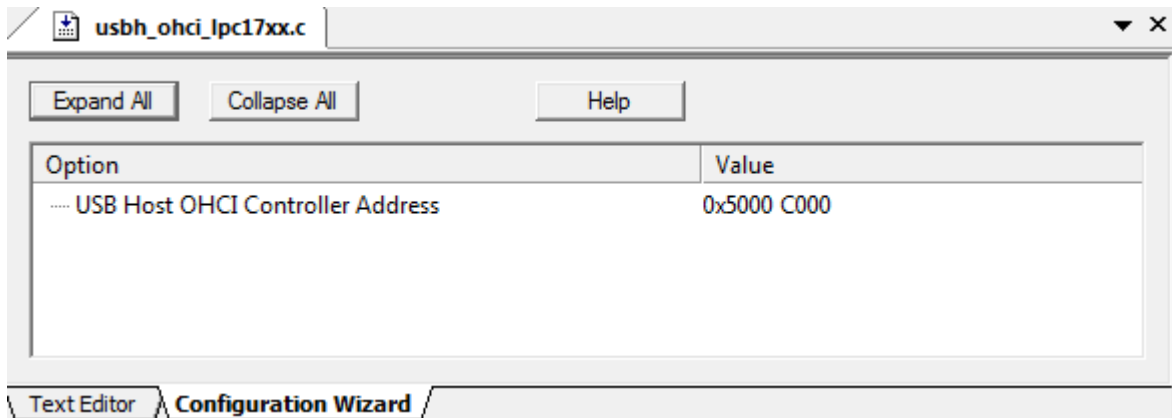 usbh_ohci_lpc17xx.c
Expand All Collapse All Help
Option Value
USB Host OHCI Controller Address 0x5000 C000
Text Editor Configuration Wizard